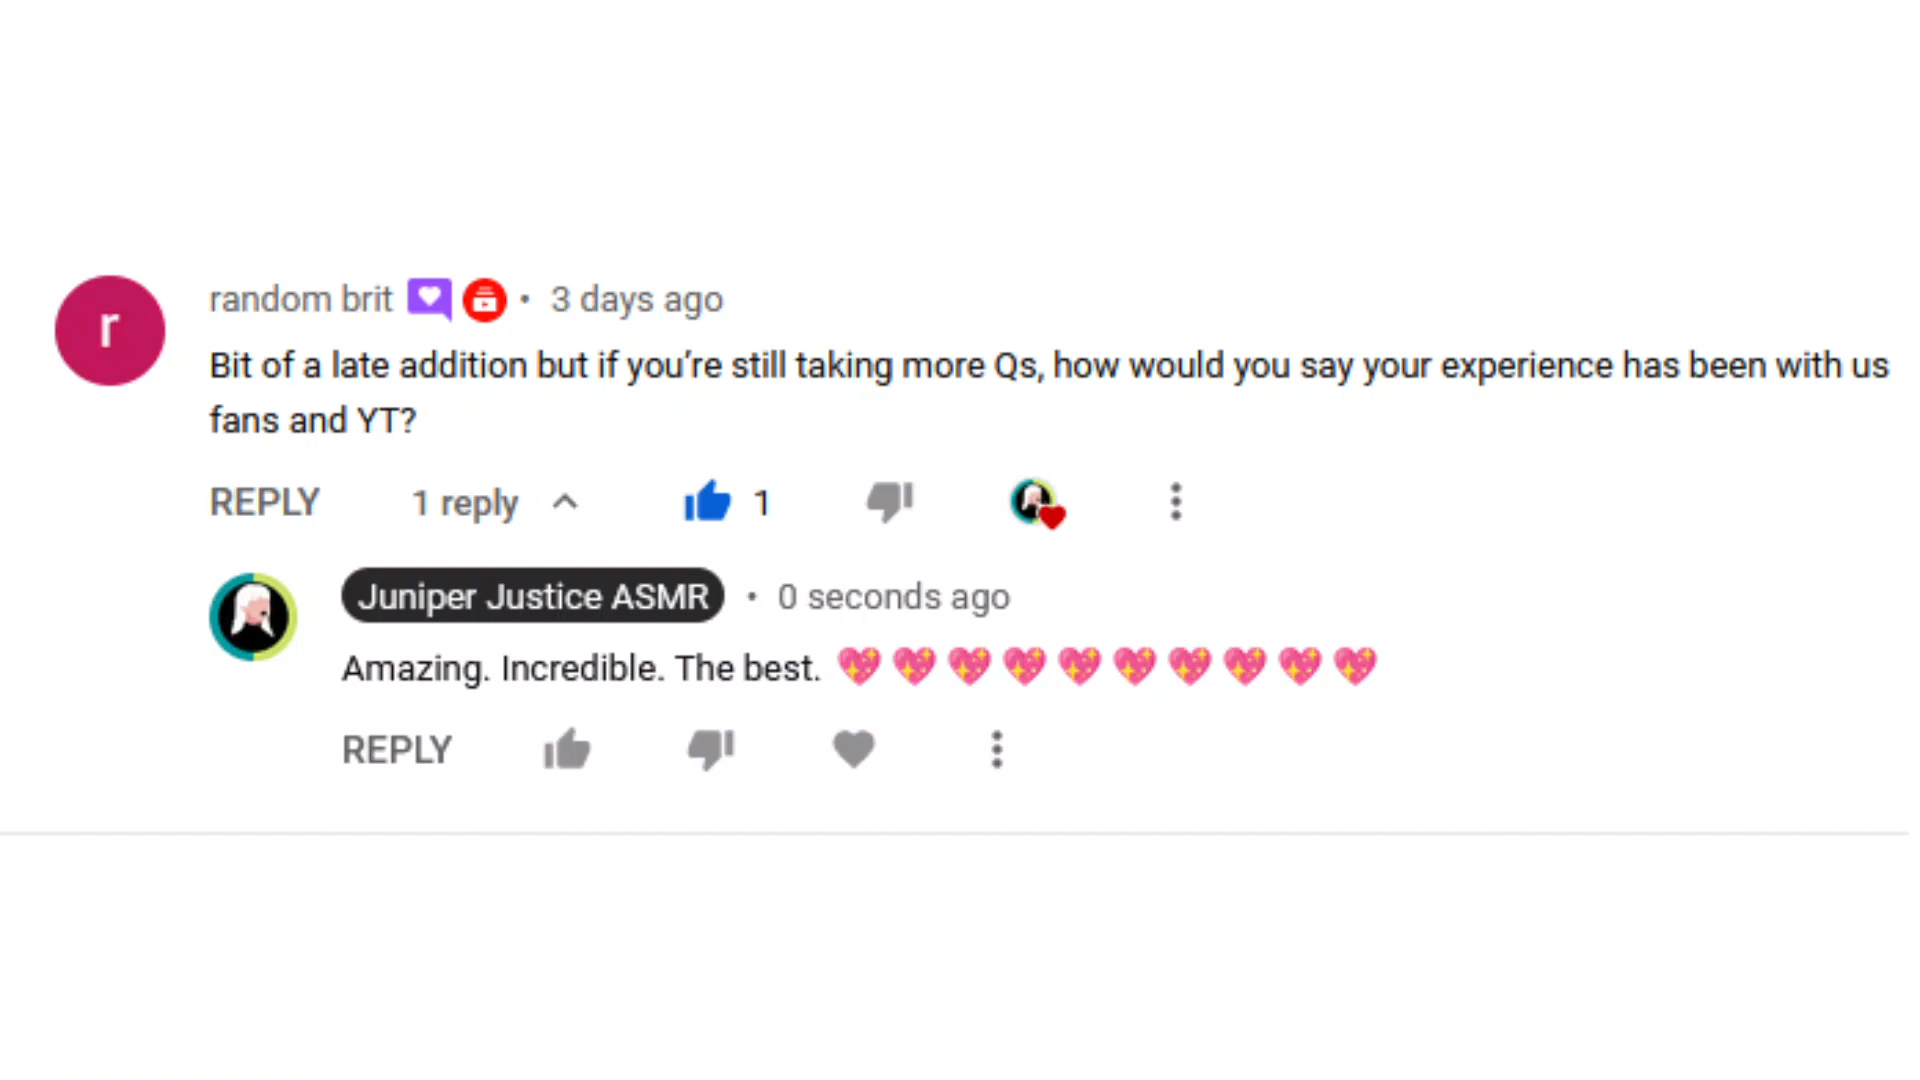 r
random brit • 3 days ago
Bit of a late addition but if you’re still taking more Qs, how would you say your experience has been with us
fans and YT?
REPLY 1 reply 1
Juniper Justice ASMR • 0 seconds ago
Amazing. Incredible. The best. 💖💖💖💖💖💖💖💖💖💖
REPLY